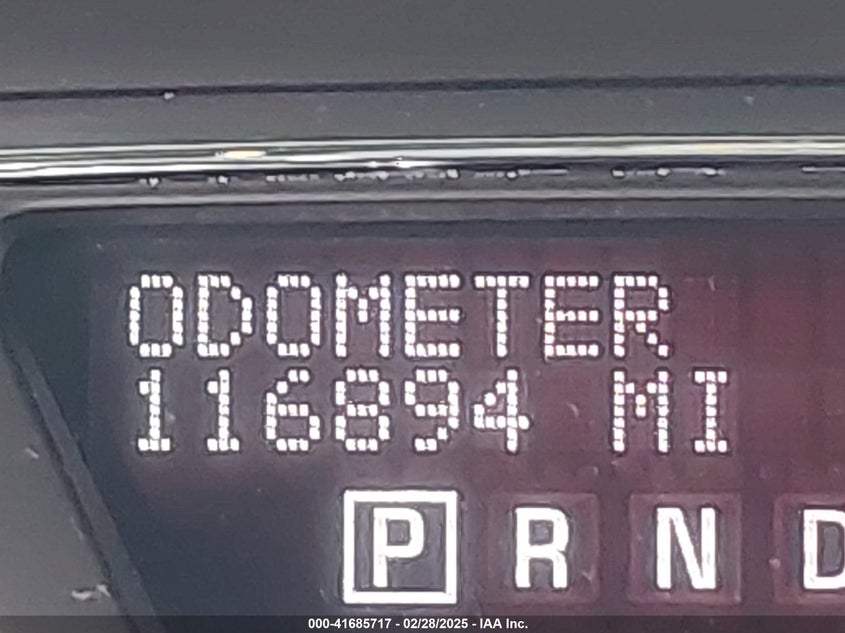 ODOMETER
116894 MI
P R N D
000-41685717 - 02/28/2025 - IAA Inc.